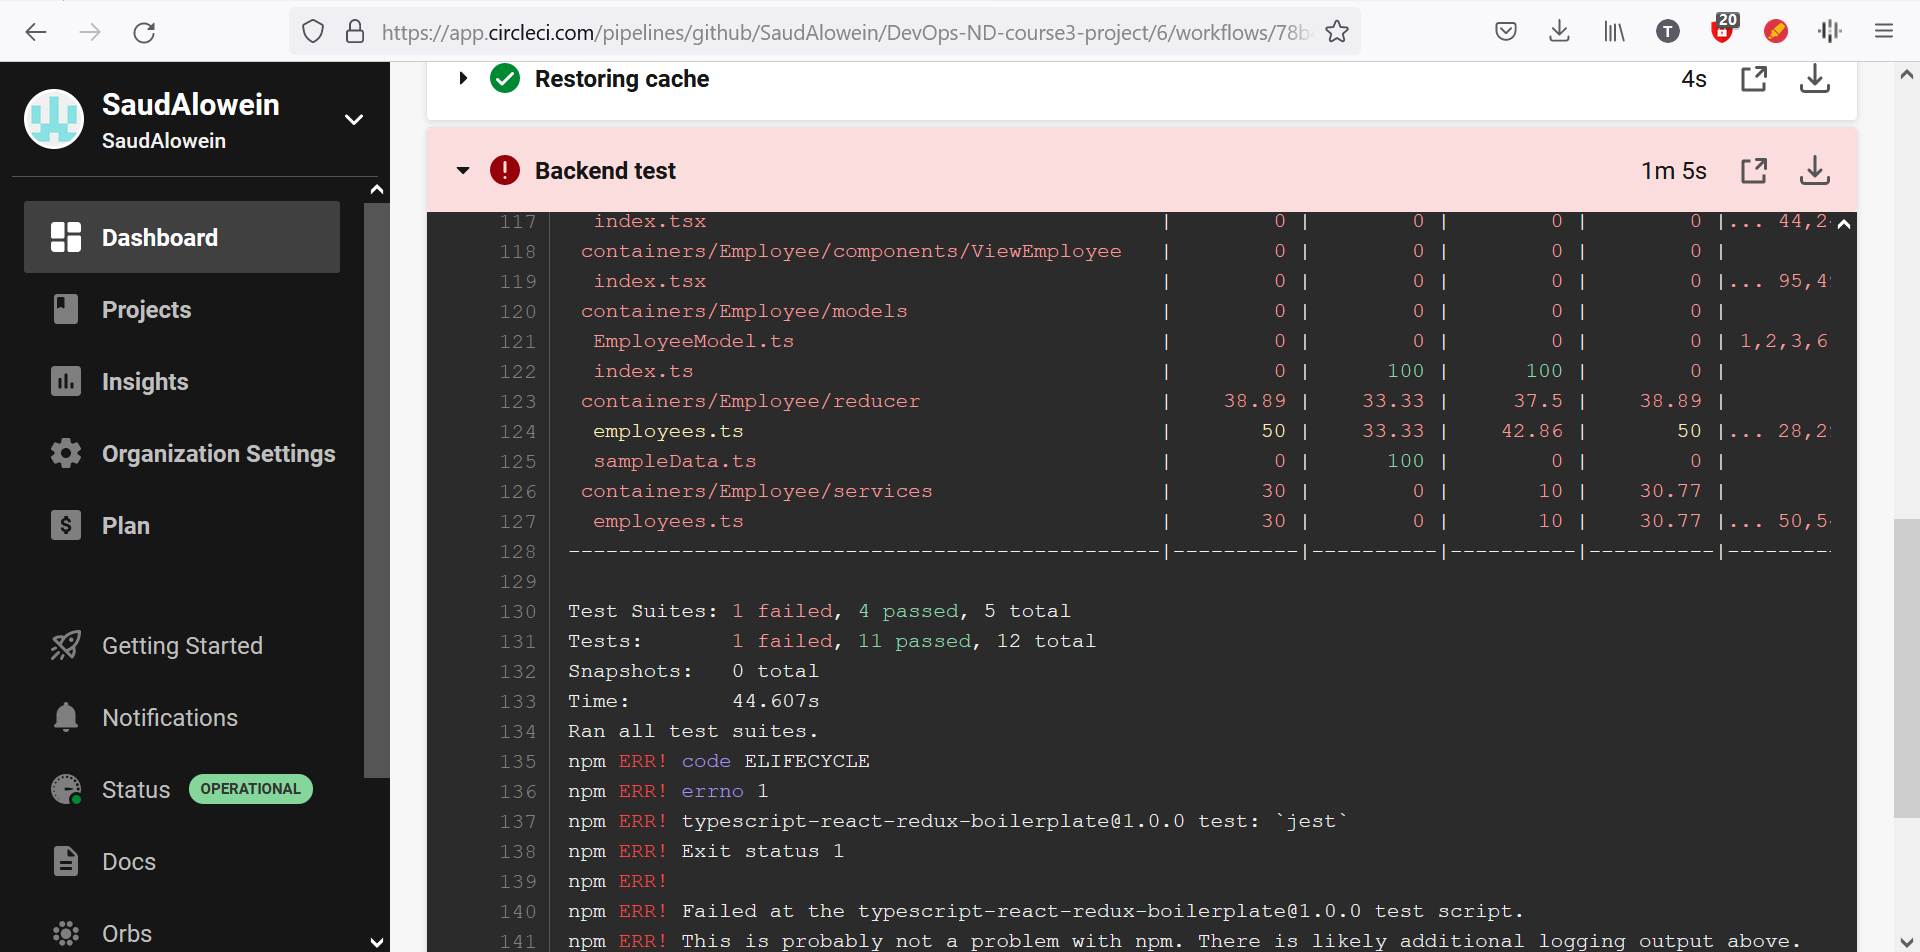 https://app.circleci.com/pipelines/github/SaudAlowein/DevOps-ND-course3-project/6/workflows/78b
T
20
SaudAlowein
SaudAlowein
Dashboard
Projects
Insights
Organization Settings
Plan
Getting Started
Notifications
Status OPERATIONAL
Docs
Orbs
Restoring cache 4s
Backend test 1m 5s
117 index.tsx | 0 | 0 | 0 | 0 |... 44,2
118 containers/Employee/components/ViewEmployee | 0 | 0 | 0 | 0 |
119 index.tsx | 0 | 0 | 0 | 0 |... 95,4
120 containers/Employee/models | 0 | 0 | 0 | 0 |
121 EmployeeModel.ts | 0 | 0 | 0 | 0 | 1,2,3,6
122 index.ts | 0 | 100 | 100 | 0 |
123 containers/Employee/reducer | 38.89 | 33.33 | 37.5 | 38.89 |
124 employees.ts | 50 | 33.33 | 42.86 | 50 |... 28,2
125 sampleData.ts | 0 | 100 | 0 | 0 |
126 containers/Employee/services | 30 | 0 | 10 | 30.77 |
127 employees.ts | 30 | 0 | 10 | 30.77 |... 50,5
128 -----------------------------------------------|----------|----------|----------|----------|---------
129
130 Test Suites: 1 failed, 4 passed, 5 total
131 Tests: 1 failed, 11 passed, 12 total
132 Snapshots: 0 total
133 Time: 44.607s
134 Ran all test suites.
135 npm ERR! code ELIFECYCLE
136 npm ERR! errno 1
137 npm ERR! typescript-react-redux-boilerplate@1.0.0 test: `jest`
138 npm ERR! Exit status 1
139 npm ERR!
140 npm ERR! Failed at the typescript-react-redux-boilerplate@1.0.0 test script.
141 npm ERR! This is probably not a problem with npm. There is likely additional logging output above.